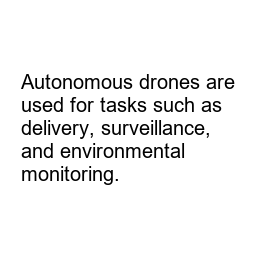 Autonomous drones are
used for tasks such as
delivery, surveillance,
and environmental
monitoring.